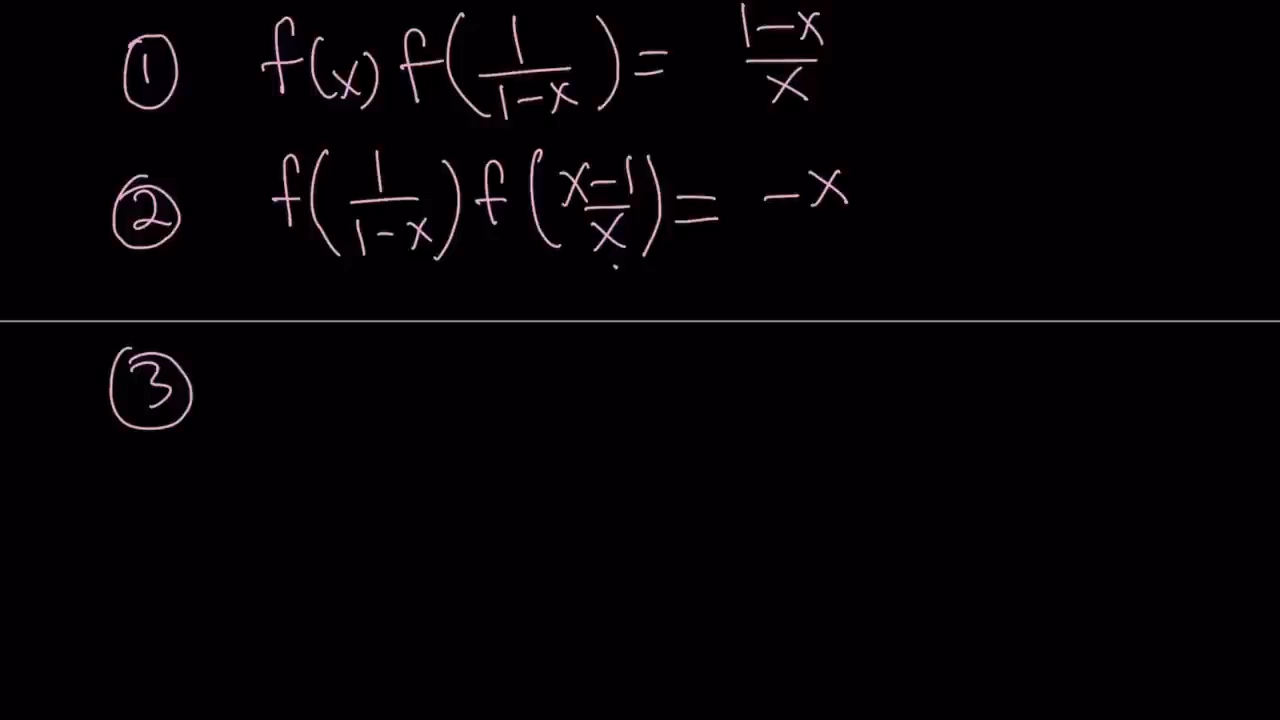 ① f(x) f(1/(1-x)) = (1-x)/x
② f(1/(1-x)) f((x-1)/x) = -x
③